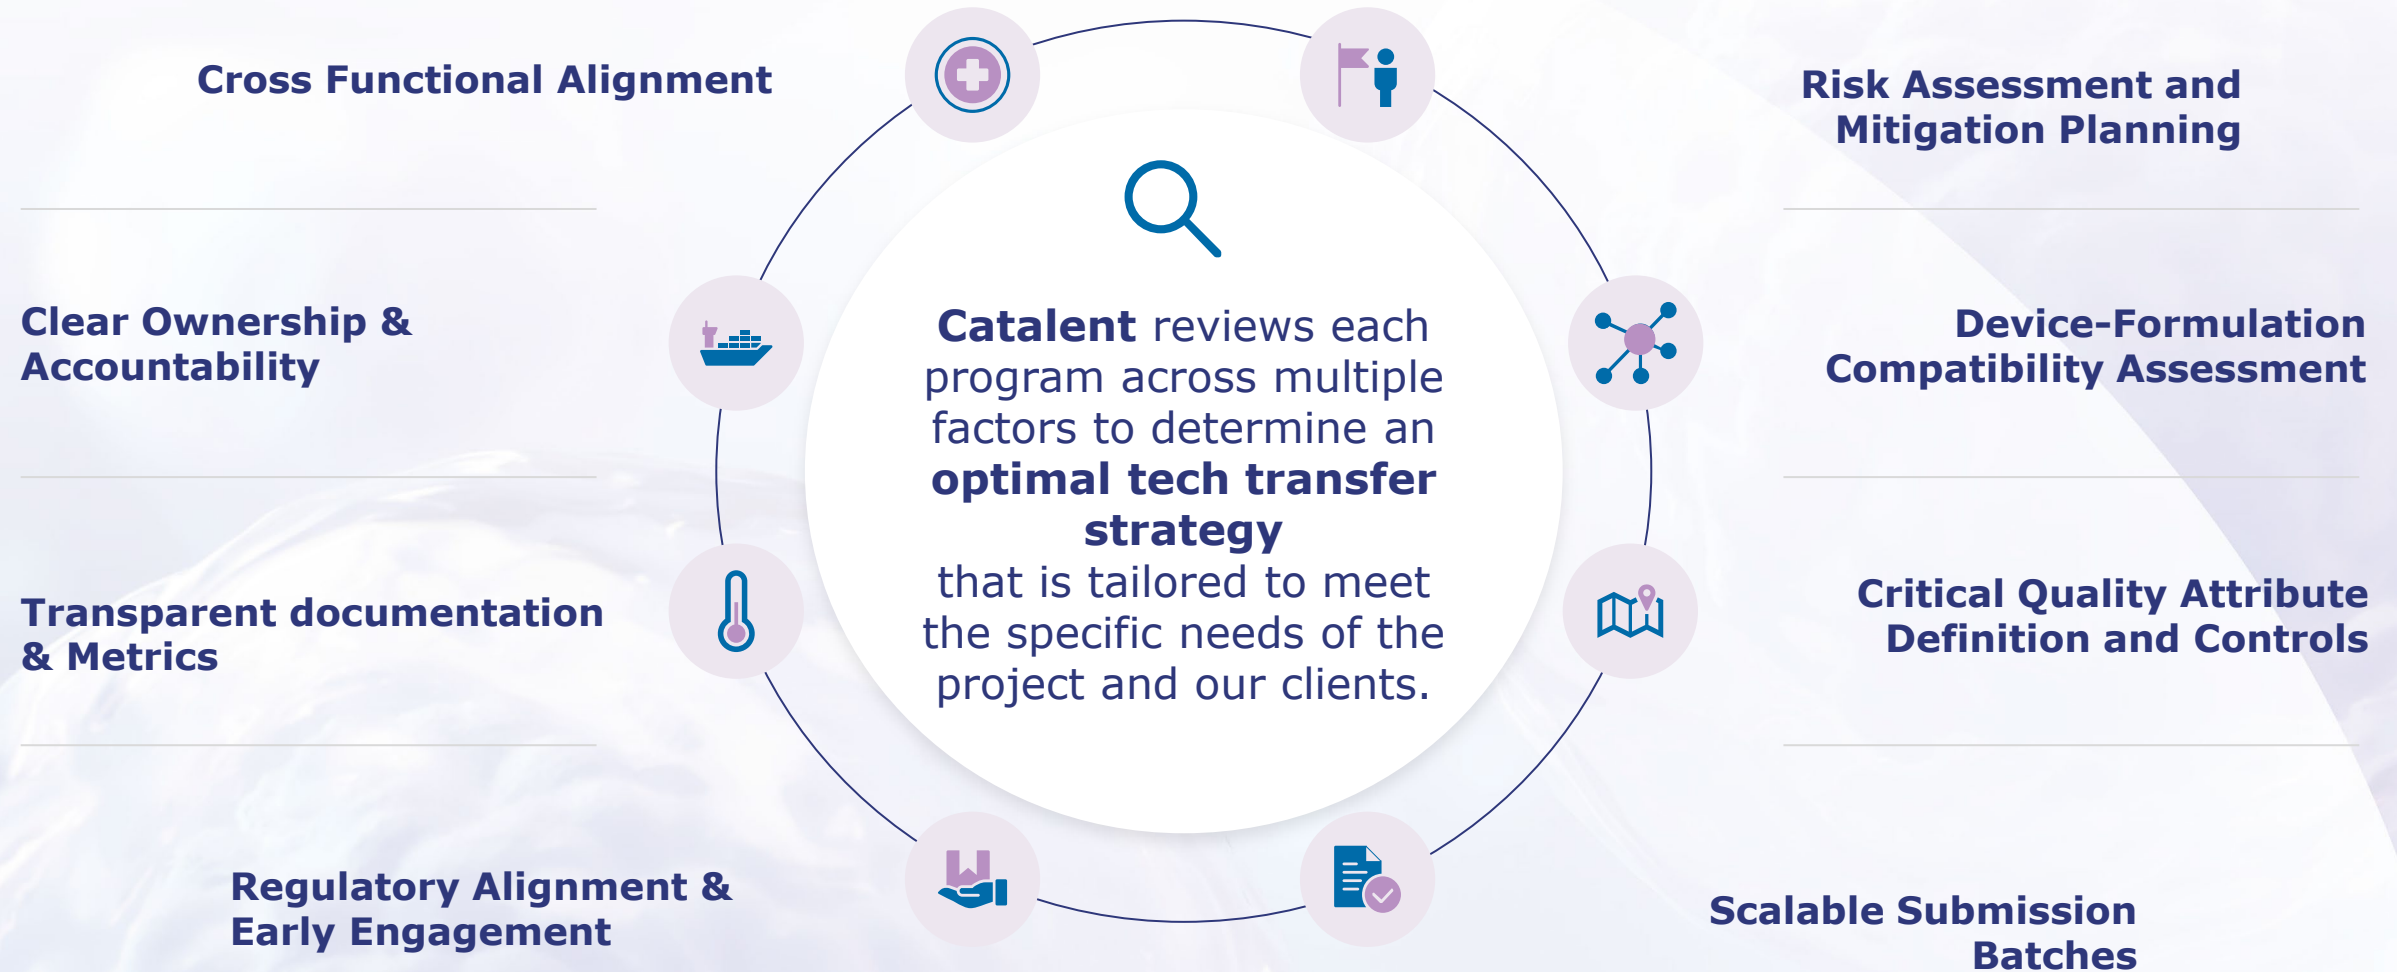 Cross Functional Alignment
Clear Ownership &
Accountability
Transparent documentation
& Metrics
Regulatory Alignment &
Early Engagement
Catalent reviews each
program across multiple
factors to determine an
optimal tech transfer
strategy
that is tailored to meet
the specific needs of the
project and our clients.
Risk Assessment and
Mitigation Planning
Device-Formulation
Compatibility Assessment
Critical Quality Attribute
Definition and Controls
Scalable Submission
Batches